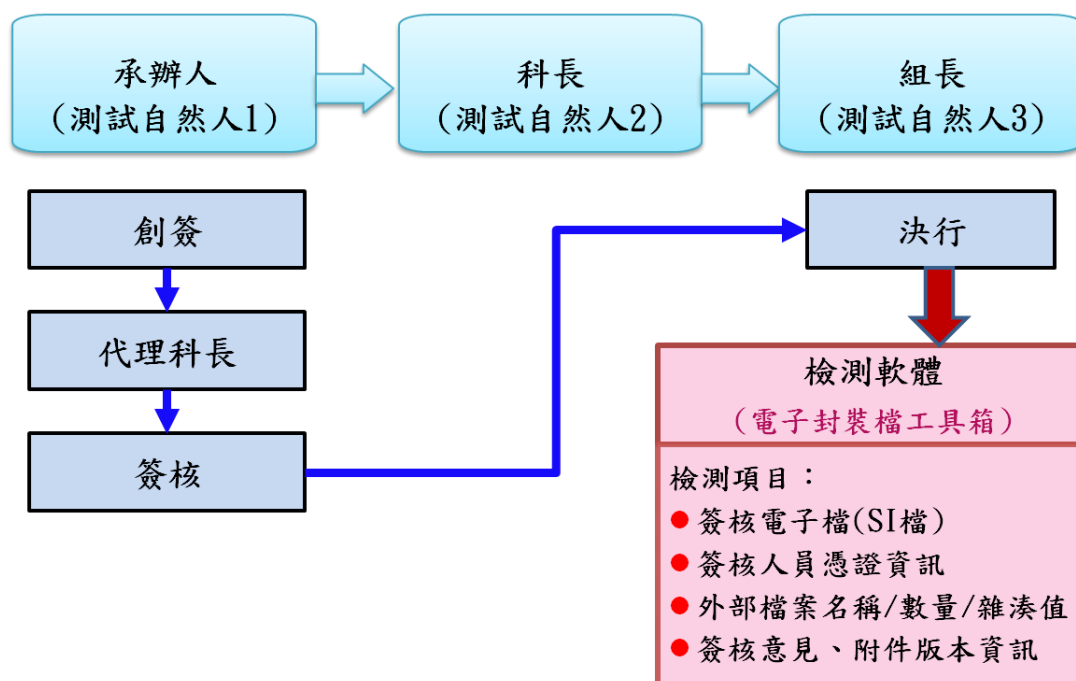 承辦人
(測試自然人1)
科長
(測試自然人2)
組長
(測試自然人3)
創簽
代理科長
簽核
決行
檢測軟體
(電子封裝檔工具箱)
檢測項目：
●簽核電子檔(SI檔)
●簽核人員憑證資訊
●外部檔案名稱/數量/雜湊值
●簽核意見、附件版本資訊